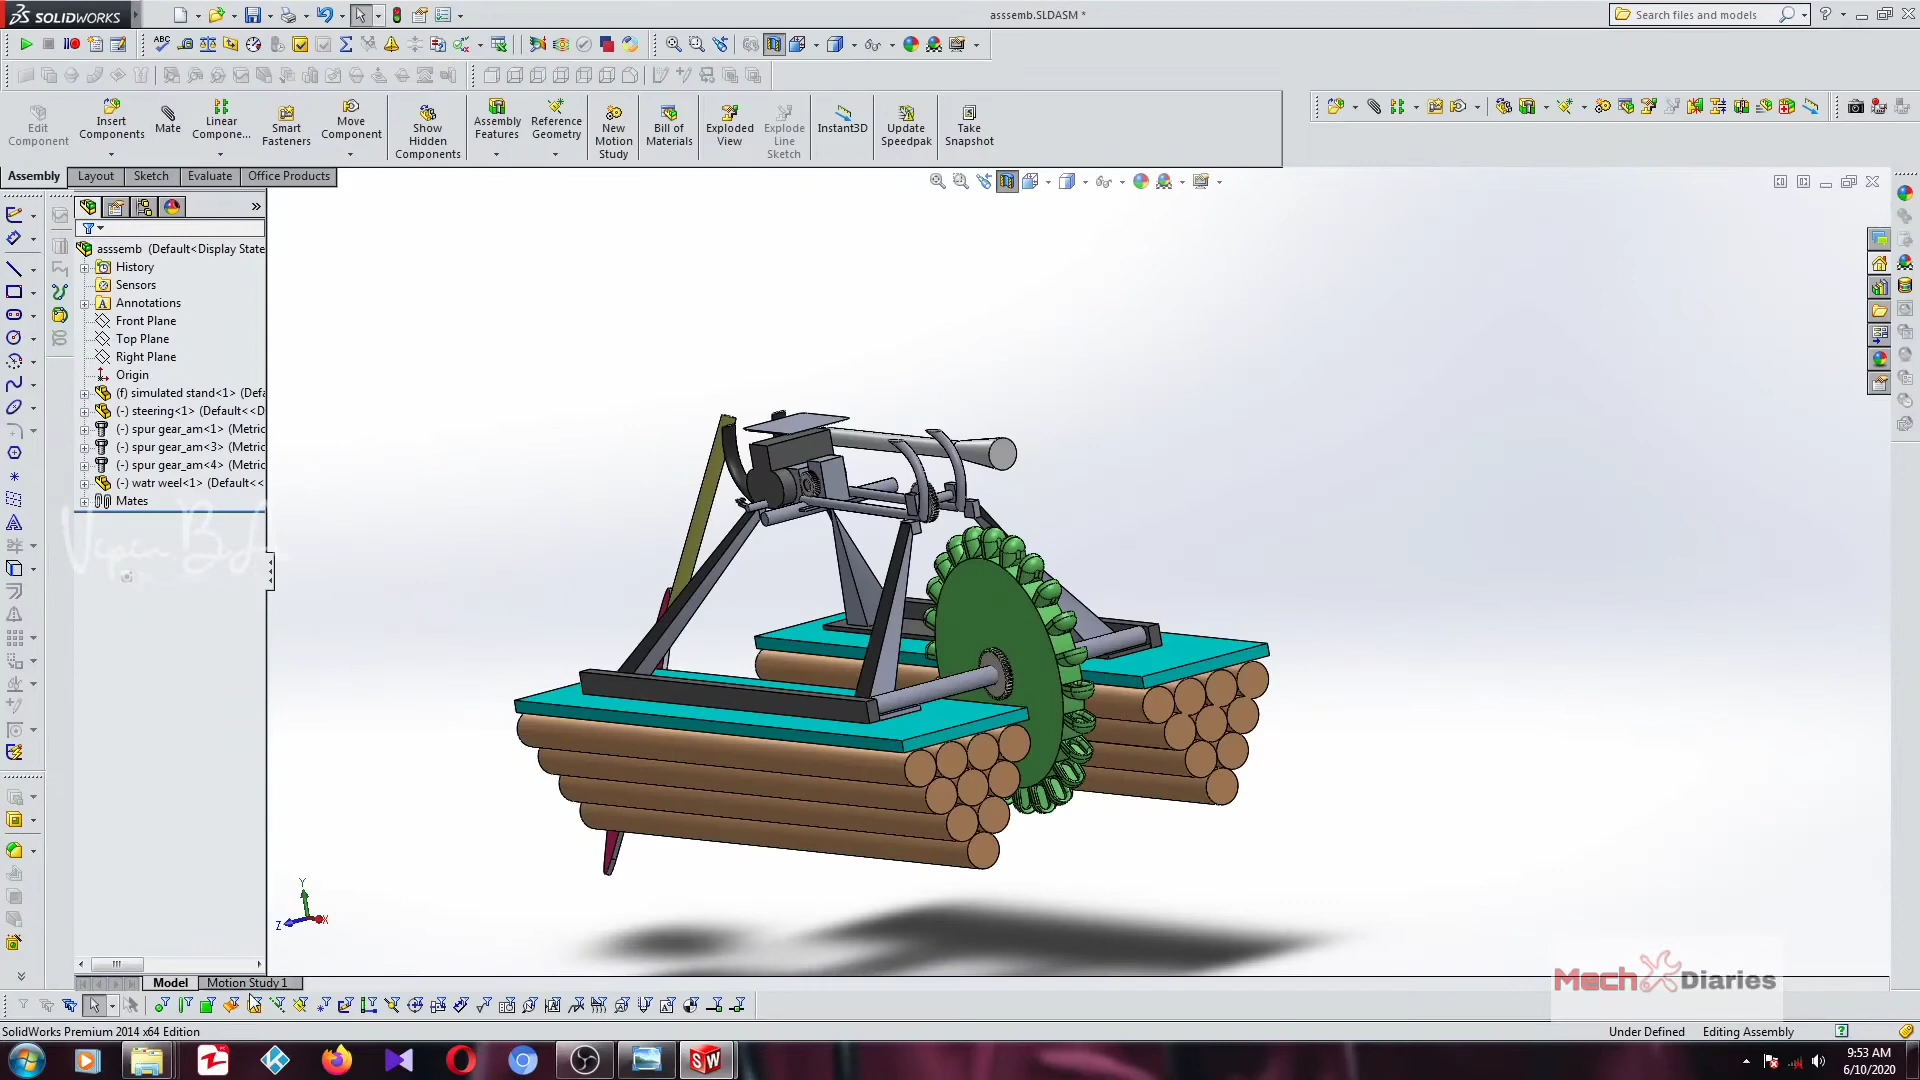 SOLIDWORKS
asssemb.SLDASM *
Search files and models
Edit Component
Insert Components
Mate
Linear Compone...
Smart Fasteners
Move Component
Show Hidden Components
Assembly Features
Reference Geometry
New Motion Study
Bill of Materials
Exploded View
Explode Line Sketch
Instant3D
Update Speedpak
Take Snapshot
Assembly
Layout
Sketch
Evaluate
Office Products
asssemb (Default<Display State
History
Sensors
Annotations
Front Plane
Top Plane
Right Plane
Origin
(f) simulated stand<1> (Defa
(-) steering<1> (Default<<D
(-) spur gear_am<1> (Metric
(-) spur gear_am<3> (Metric
(-) spur gear_am<4> (Metric
(-) watr weel<1> (Default<<
Mates
Y
Z
X
Model
Motion Study 1
Mech Diaries
SolidWorks Premium 2014 x64 Edition
Under Defined
Editing Assembly
SW
9:53 AM
6/10/2020